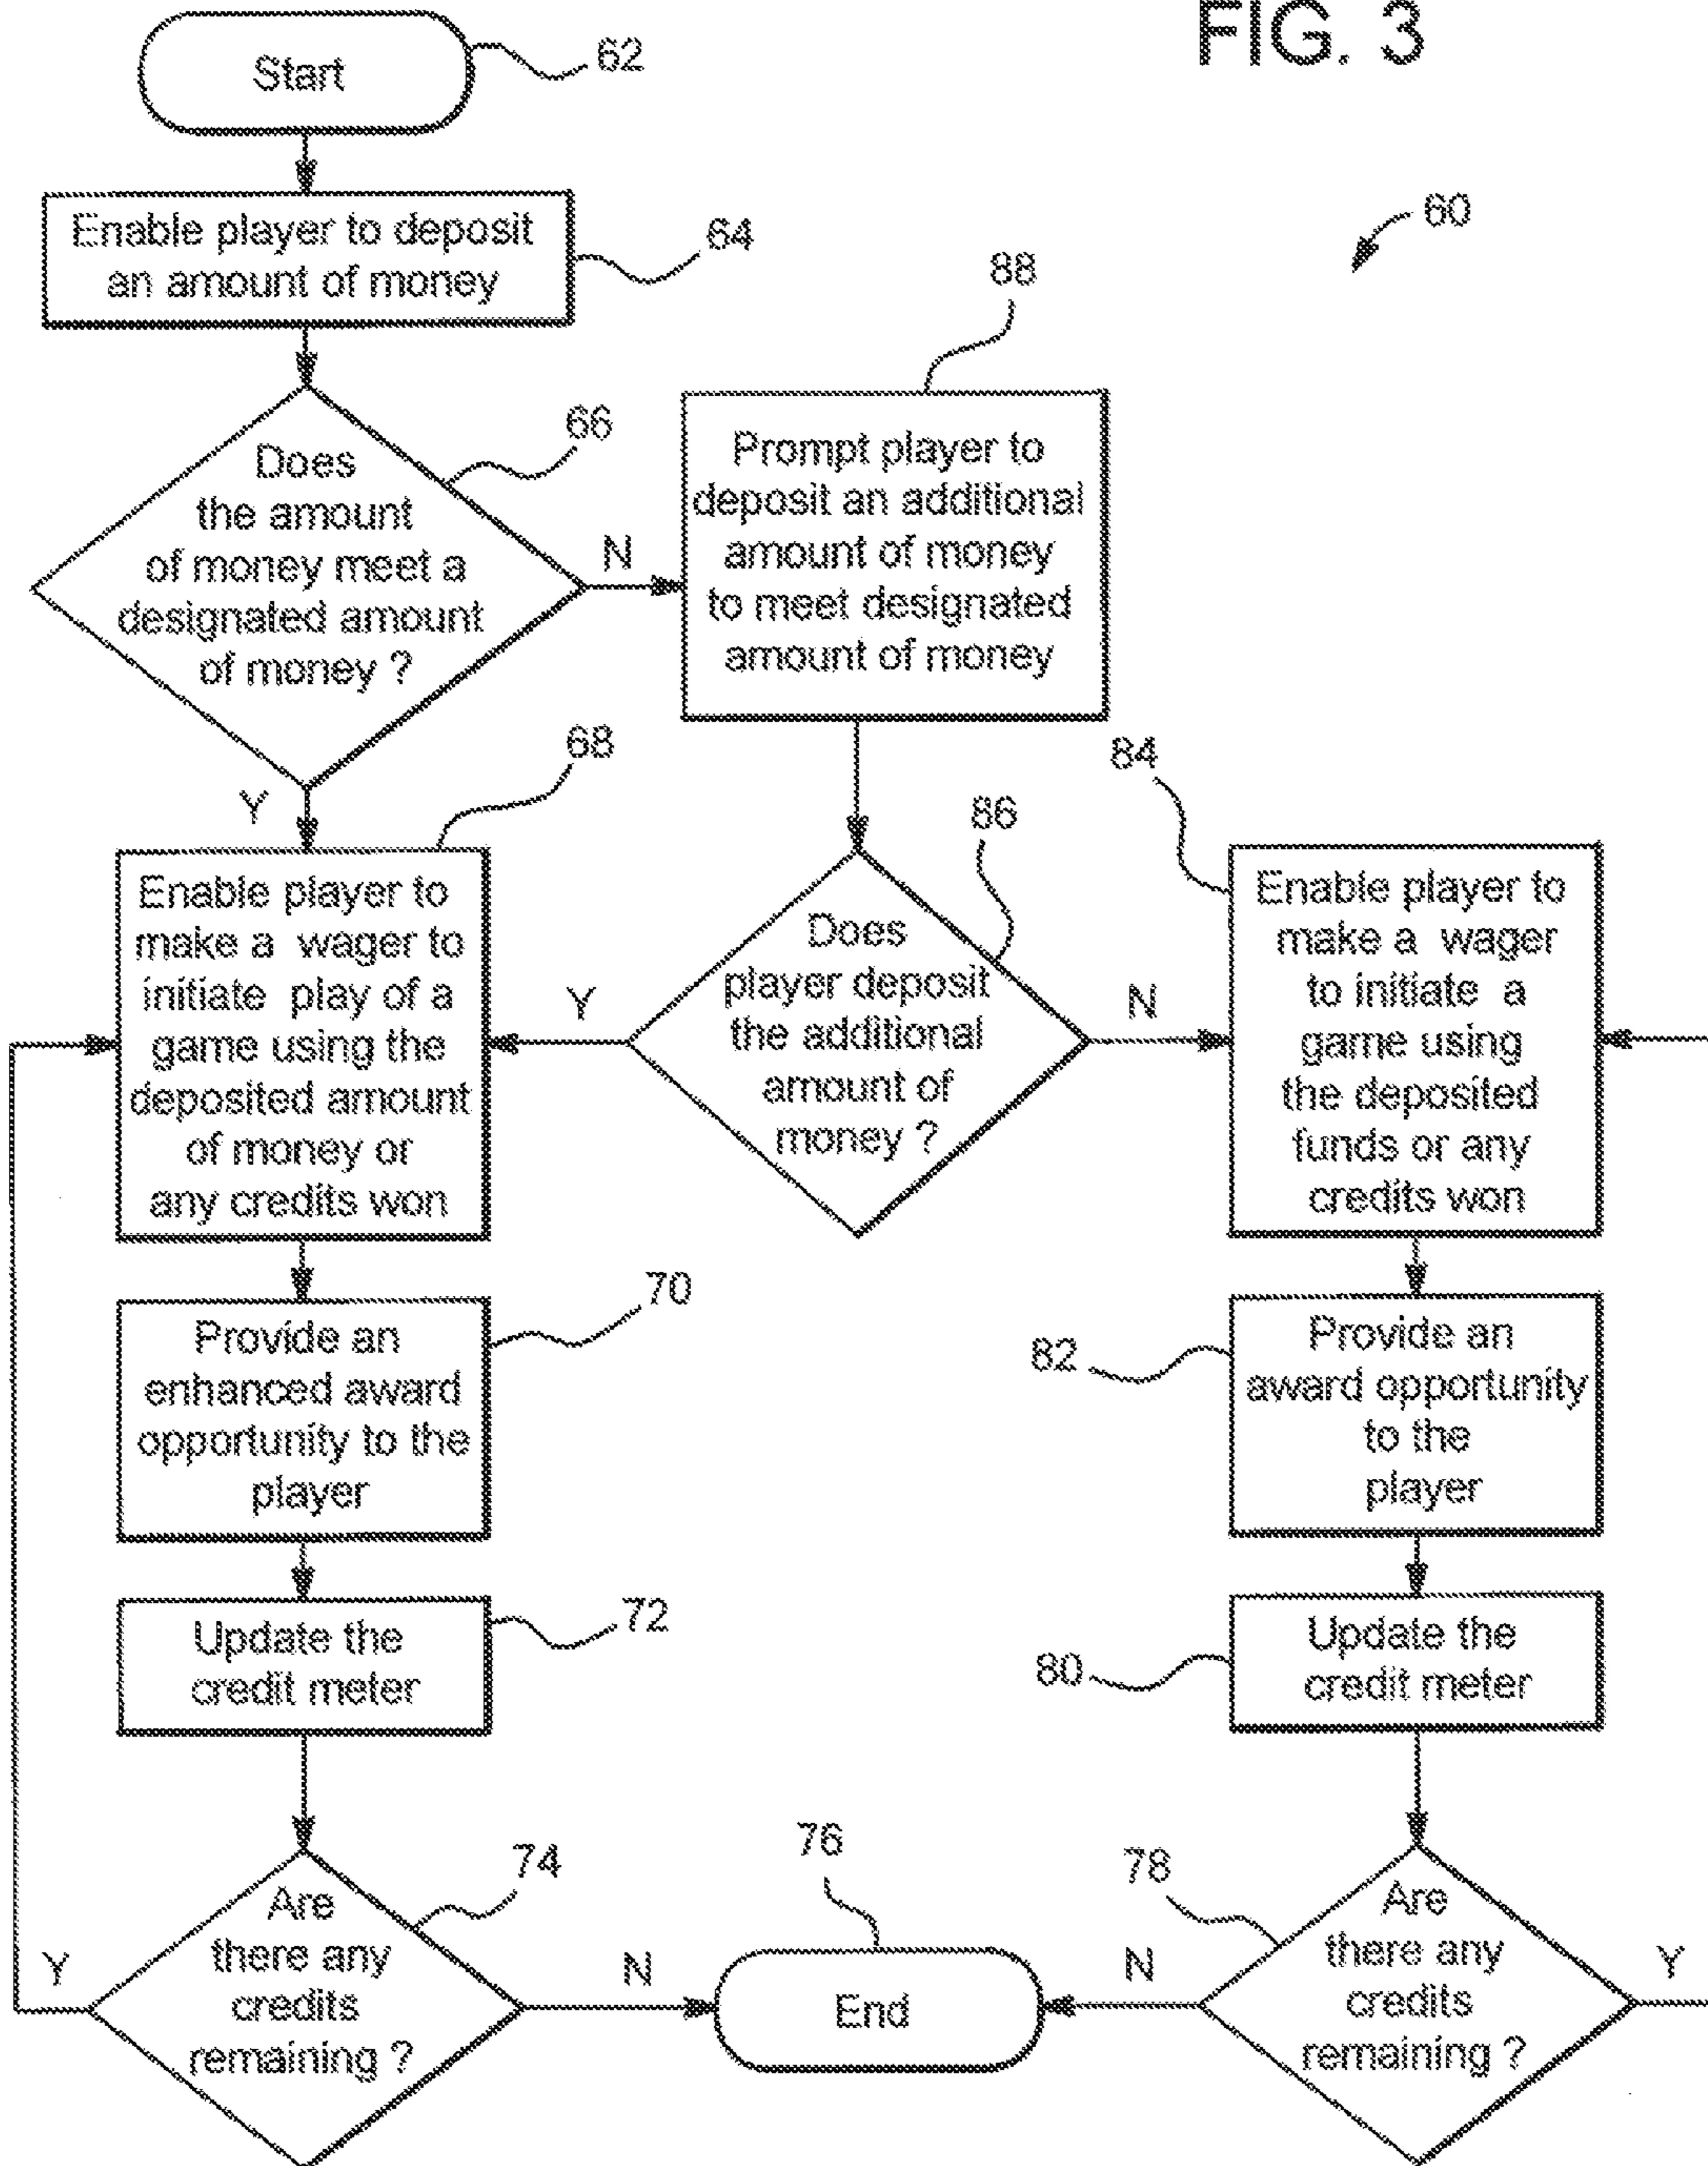 FIG. 3
Start
62
60
Enable player to deposit
an amount of money
64
Does
the amount
of money meet a
designated amount
of money ?
66
N
Y
88
Prompt player to
deposit an additional
amount of money
to meet designated
amount of money
68
Enable player to
make a wager to
initiate play of a
game using the
deposited amount
of money or
any credits won
86
Does
player deposit
the additional
amount of
money ?
Y
N
84
Enable player to
make a wager
to initiate a
game using
the deposited
funds or any
credits won
70
Provide an
enhanced award
opportunity to the
player
82
Provide an
award opportunity
to the
player
72
Update the
credit meter
80
Update the
credit meter
74
Are
there any
credits
remaining ?
Y
N
76
End
78
Are
there any
credits
remaining ?
N
Y